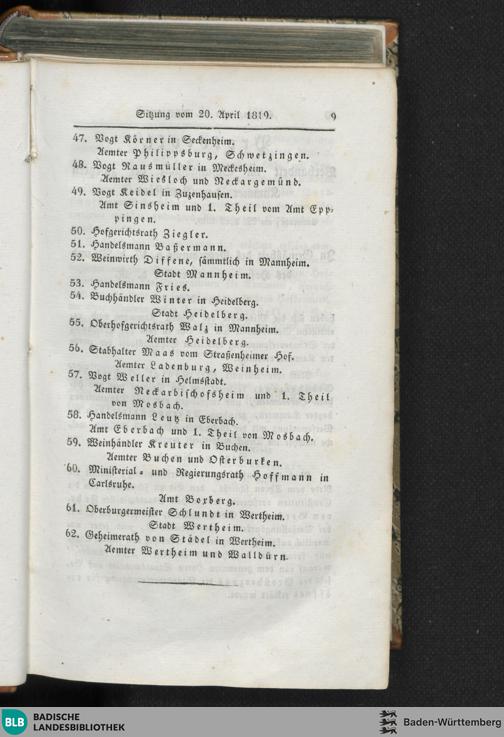 Sitzung vom 20. April 1819. 9
47. Vogt Körner in Seckenheim.
Aemter Philippsburg, Schwetzingen.
48. Vogt Rausmüller in Meckesheim.
Aemter Wisloch und Neckargemünd.
49. Vogt Keidel in Zuzenhausen.
Amt Sinsheim und 1. Theil vom Amt Epp-
pingen.
50. Hofgerichtsrath Ziegler.
51. Handelsmann Baßermann.
52. Weinwirth Diffene, sämmtlich in Mannheim.
Stadt Mannheim.
53. Handelsmann Fries.
54. Buchhändler Winter in Heidelberg.
Stadt Heidelberg.
55. Oberhofgerichtsrath Walz in Mannheim.
Aemter Heidelberg.
56. Stabhalter Maas vom Straßenheimer Hof.
Aemter Ladenburg, Weinheim.
57. Vogt Weller in Helmstadt.
Aemter Neckarbischofsheim und 1. Theil
von Mosbach.
58. Handelsmann Leutz in Eberbach.
Amt Eberbach und 1. Theil von Mosbach.
59. Weinhändler Kreuter in Buchen.
Aemter Buchen und Osterburken.
60. Ministerial- und Regierungsrath Hoffmann in
Carlsruhe.
Amt Boxberg.
61. Oberburgermeister Schlundt in Wertheim.
Stadt Wertheim.
62. Geheimerath von Städel in Wertheim.
Aemter Wertheim und Walldürn
BLB BADISCHE
LANDESBIBLIOTHEK
Baden-Württemberg